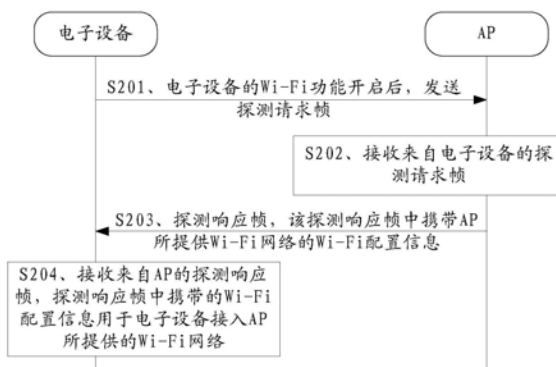 电子设备
AP
S201、电子设备的Wi-Fi功能开启后，发送
探测请求帧
S202、接收来自电子设备的探
测请求帧
S203、探测响应帧，该探测响应帧中携带AP
所提供Wi-Fi网络的Wi-Fi配置信息
S204、接收来自AP的探测响应
帧，探测响应帧中携带的Wi-Fi
配置信息用于电子设备接入AP
所提供的Wi-Fi网络